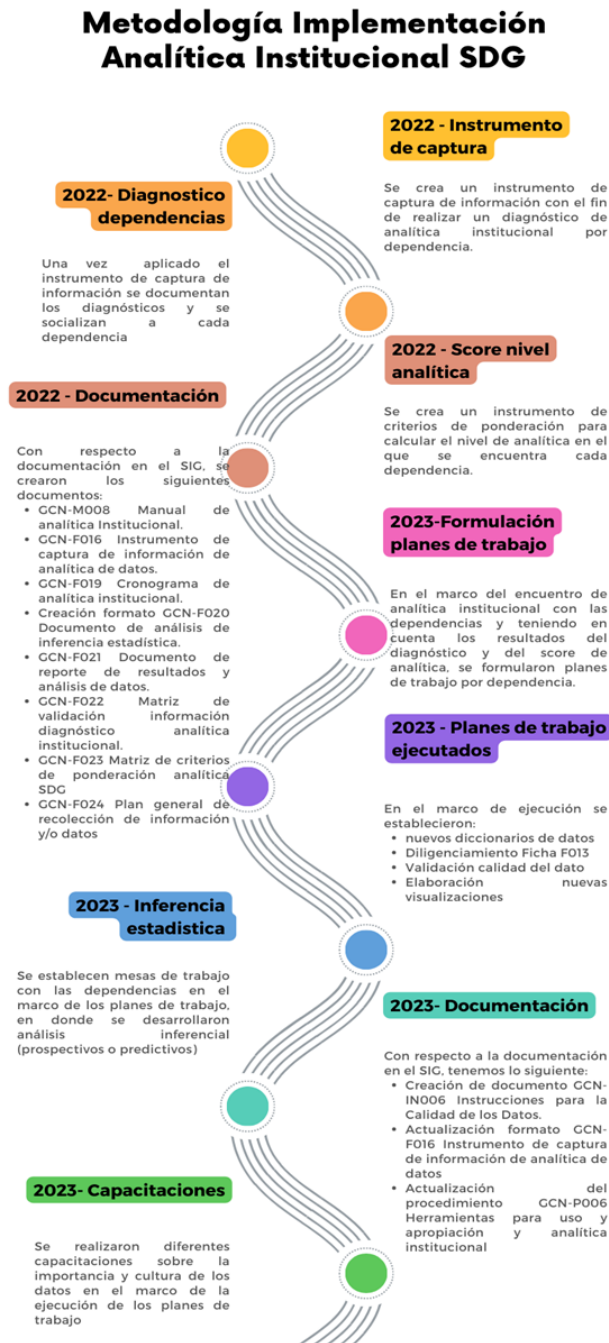 Metodología Implementación
Analítica Institucional SDG
2022 - Instrumento
de captura
Se crea un instrumento de
captura de información con el fin
de realizar un diagnóstico de
analítica institucional por
dependencia.
2022- Diagnostico
dependencias
Una vez aplicado el
instrumento de captura de
información se documentan
los diagnósticos y se
socializan a cada
dependencia
2022 - Score nivel
analítica
Se crea un instrumento de
criterios de ponderación para
calcular el nivel de analítica en el
que se encuentra cada
dependencia.
2022 - Documentación
Con respecto a la
documentación en el SIG, se
crearon los siguientes
documentos:
• GCN-M008 Manual de
analítica Institucional.
• GCN-F016 Instrumento de
captura de información de
analítica de datos.
• GCN-F019 Cronograma de
analítica institucional.
• Creación formato GCN-F020
Documento de análisis de
inferencia estadística.
• GCN-F021 Documento de
reporte de resultados y
análisis de datos.
• GCN-F022 Matriz de
validación información
diagnóstico analítica
institucional.
• GCN-F023 Matriz de criterios
de ponderación analítica
SDG
• GCN-F024 Plan general de
recolección de información
y/o datos
2023-Formulación
planes de trabajo
En el marco del encuentro de
analítica institucional con las
dependencias y teniendo en
cuenta los resultados del
diagnóstico y del score de
analítica, se formularon planes
de trabajo por dependencia.
2023 - Planes de trabajo
ejecutados
En el marco de ejecución se
establecieron:
• nuevos diccionarios de datos
• Diligenciamiento Ficha F013
• Validación calidad del dato
• Elaboración nuevas
visualizaciones
2023 - Inferencia
estadistica
Se establecen mesas de trabajo
con las dependencias en el
marco de los planes de trabajo,
en donde se desarrollaron
análisis inferencial
(prospectivos o predictivos)
2023- Documentación
Con respecto a la documentación
en el SIG, tenemos lo siguiente:
• Creación de documento GCN-
IN006 Instrucciones para la
Calidad de los Datos.
• Actualización formato GCN-
F016 Instrumento de captura
de información de analítica de
datos
• Actualización del
procedimiento GCN-P006
Herramientas para uso y
apropiación y analítica
institucional
2023- Capacitaciones
Se realizaron diferentes
capacitaciones sobre la
importancia y cultura de los
datos en el marco de la
ejecución de los planes de
trabajo